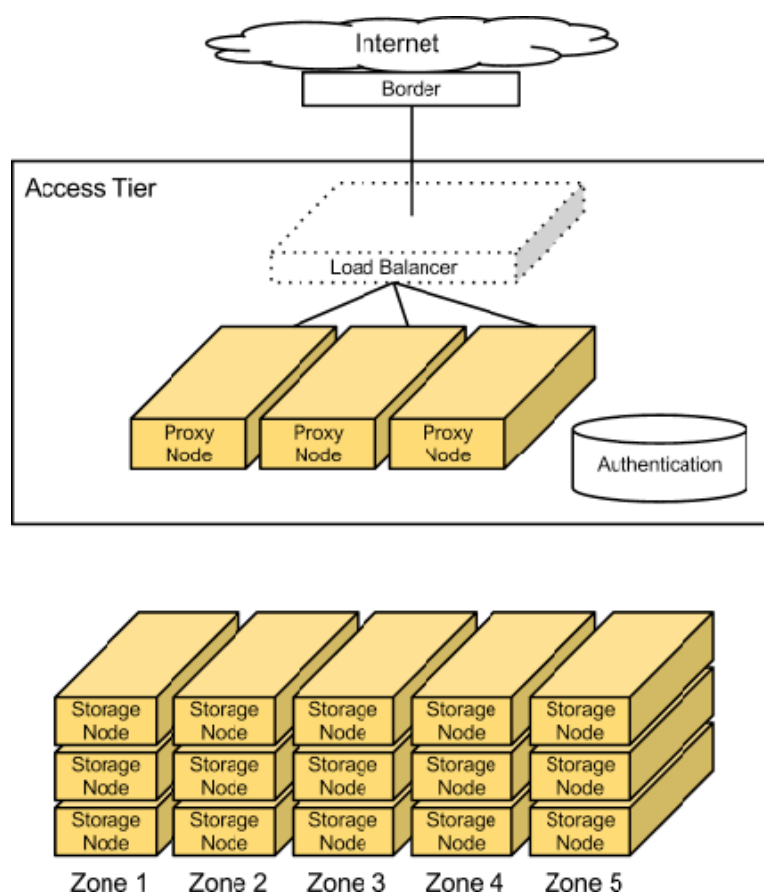 Internet
Border
Access Tier
Load Balancer
Proxy Proxy Proxy
Node Node Node
Authentication
Storage Storage Storage Storage Storage
Node Node Node Node Node
Storage Storage Storage Storage Storage
Node Node Node Node Node
Storage Storage Storage Storage Storage
Node Node Node Node Node
Zone 1 Zone 2 Zone 3 Zone 4 Zone 5